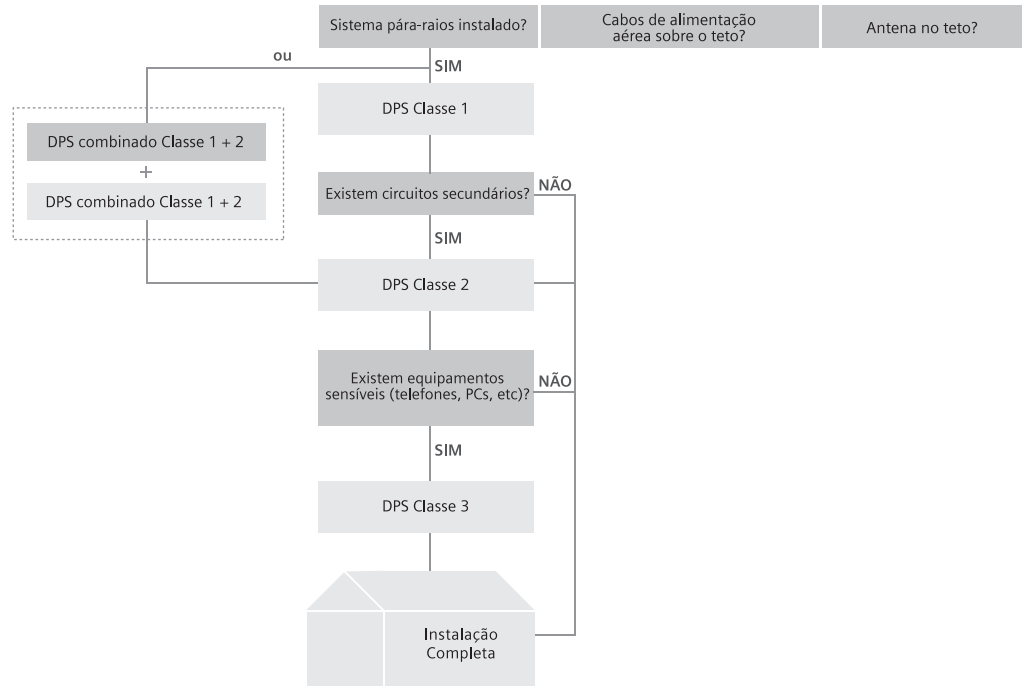 Sistema pára-raios instalado?
Cabos de alimentação
aérea sobre o teto?
Antena no teto?
ou
SIM
DPS Classe 1
DPS combinado Classe 1 + 2
+
DPS combinado Classe 1 + 2
Existem circuitos secundários?
NÃO
SIM
DPS Classe 2
Existem equipamentos
sensíveis (telefones, PCs, etc)?
NÃO
SIM
DPS Classe 3
Instalação
Completa